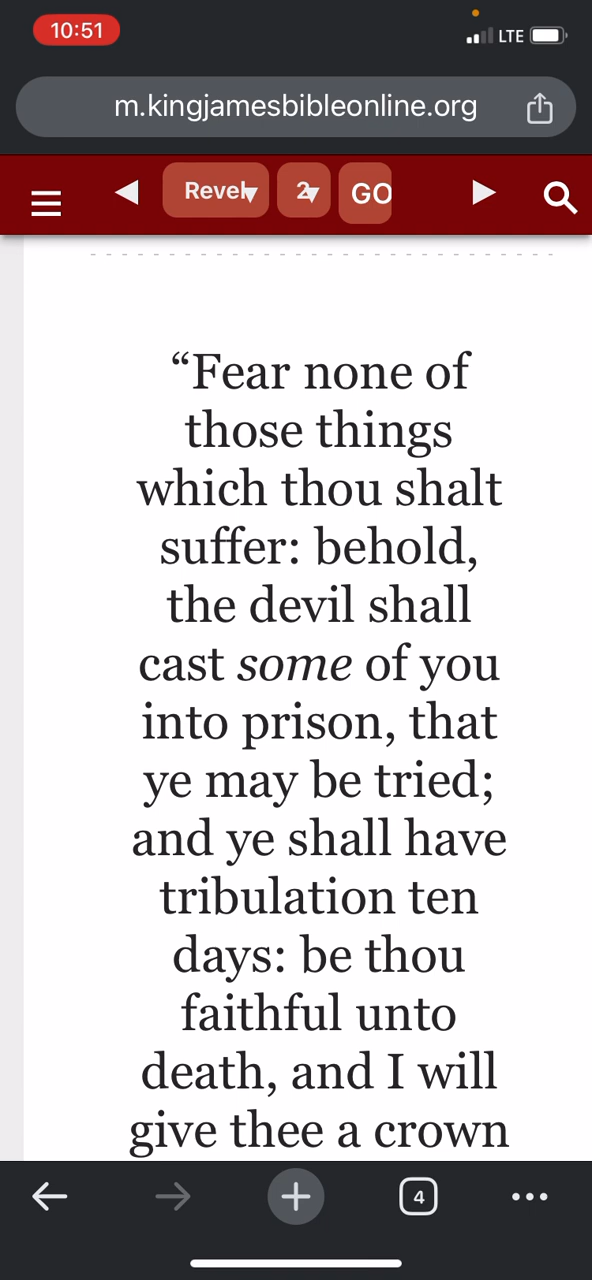 10:51
LTE
m.kingjamesbibleonline.org
Revel
2
GO
“Fear none of
those things
which thou shalt
suffer: behold,
the devil shall
cast some of you
into prison, that
ye may be tried;
and ye shall have
tribulation ten
days: be thou
faithful unto
death, and I will
give thee a crown
4